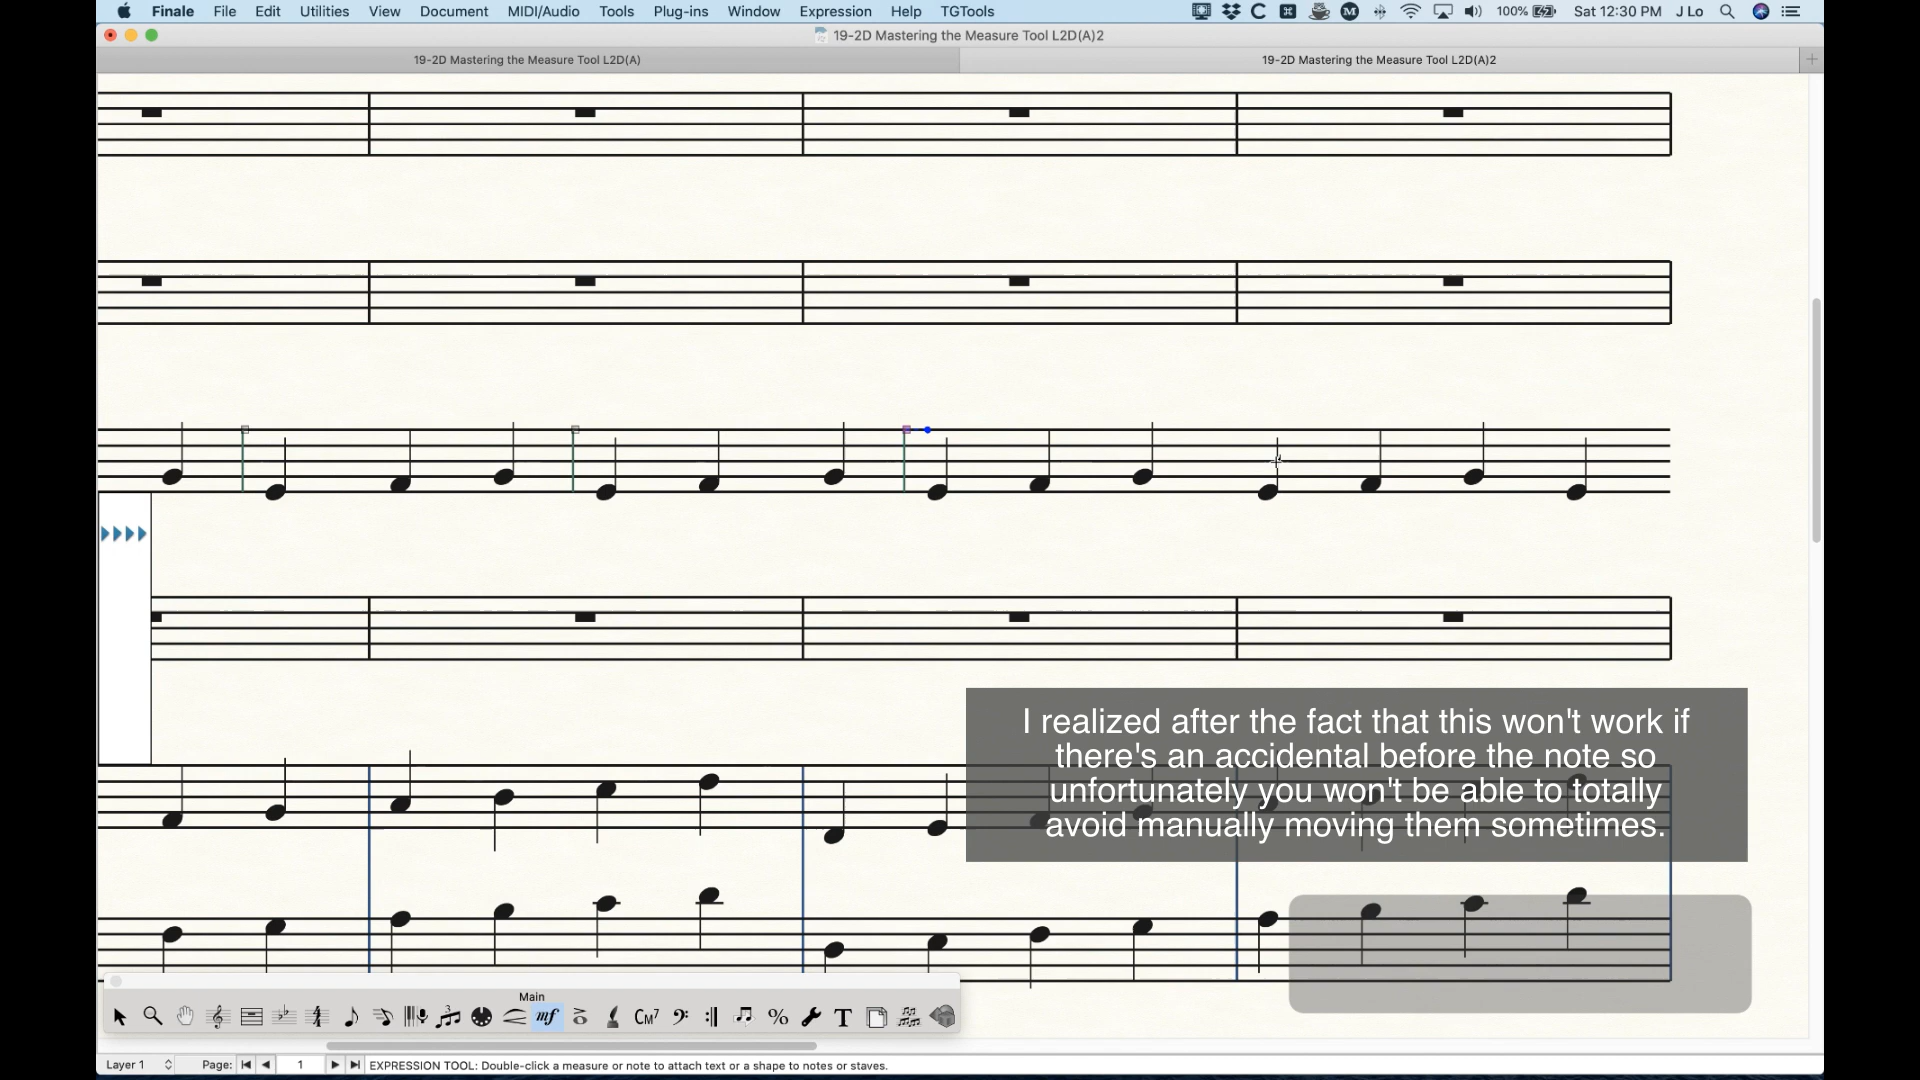 Finale File Edit Utilities View Document MIDI/Audio Tools Plug-ins Window Expression Help TGTools 100% Sat 12:30 PM J Lo
19-2D Mastering the Measure Tool L2D(A)2
19-2D Mastering the Measure Tool L2D(A) 19-2D Mastering the Measure Tool L2D(A)2
I realized after the fact that this won't work if
there's an accidental before the note so
unfortunately you won't be able to totally
avoid manually moving them sometimes.
Main
mf CM7 % T
Layer 1 Page: 1 EXPRESSION TOOL: Double-click a measure or note to attach text or a shape to notes or staves.